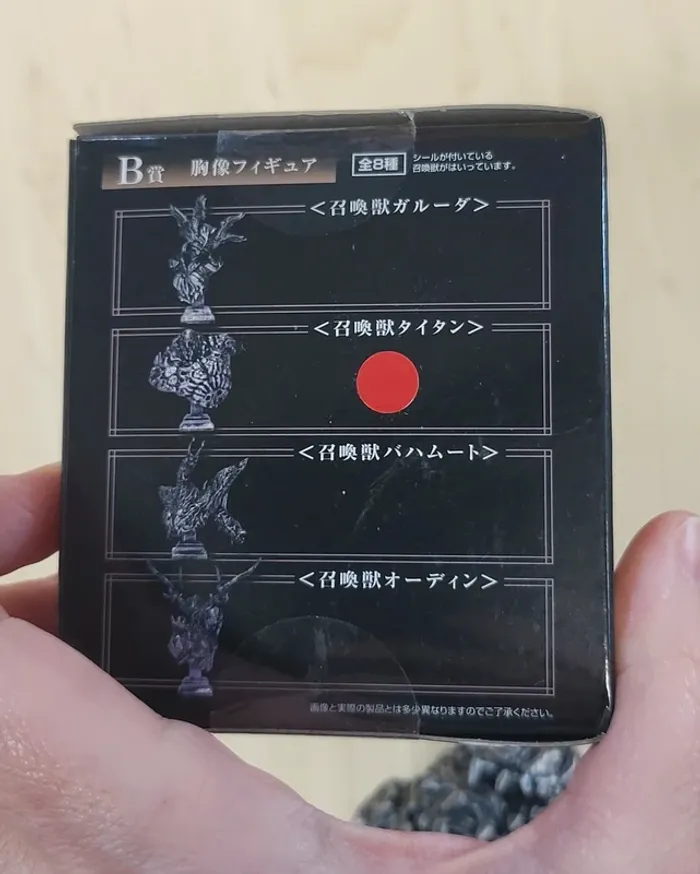 B賞 胸像フィギュア 全8種 シールが付いている
召喚獣がはいっています。
<召喚獣ガルーダ>
<召喚獣タイタン>
<召喚獣バハムート>
<召喚獣オーディン>
画像と実際の製品とは多少異なりますのでご了承ください。